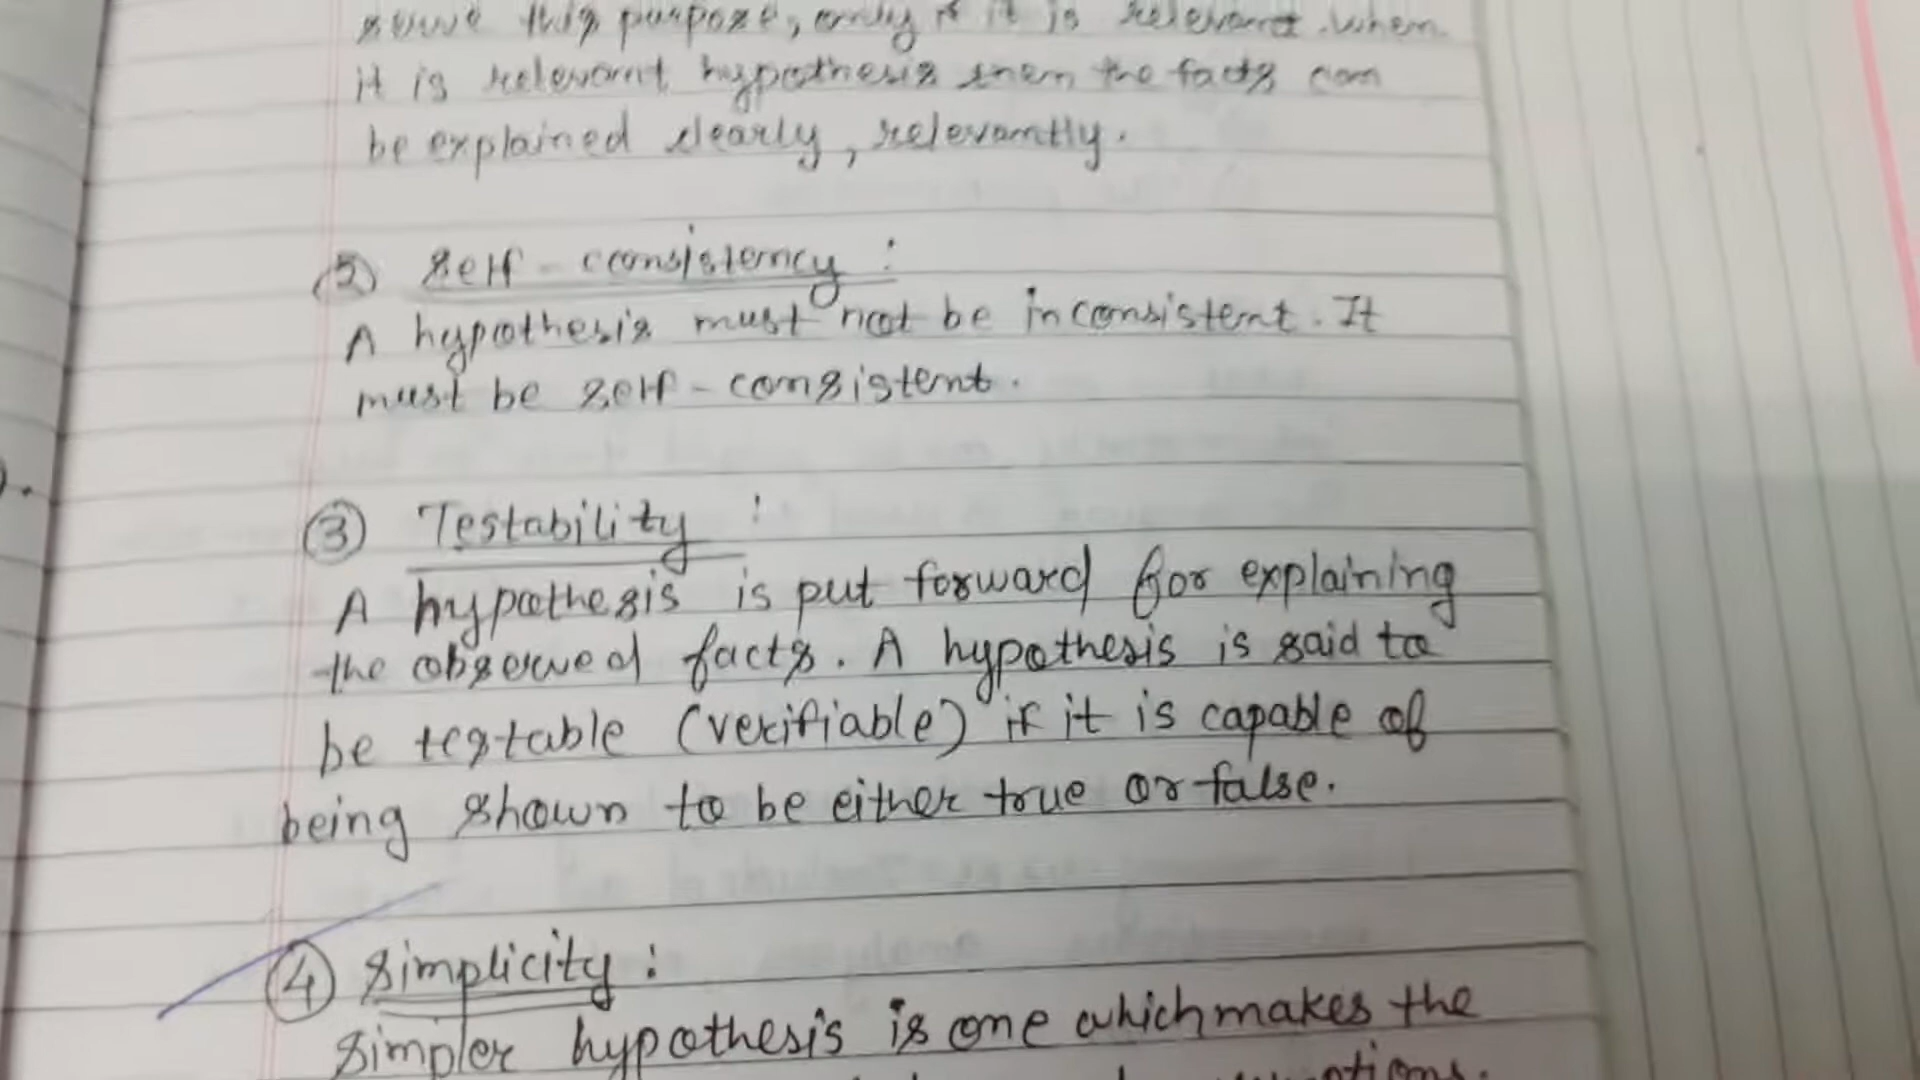 serve this purpose, only if it is relevant. when
it is relevant hypothesis then the facts can
be explained clearly, relevantly.
② Self-consistency :
A hypothesis must not be inconsistent. It
must be self-consistent.
③ Testability :
A hypothesis is put forward for explaining
the observed facts. A hypothesis is said to
be testable (verifiable) if it is capable of
being shown to be either true or false.
④ Simplicity :
Simpler hypothesis is one which makes the